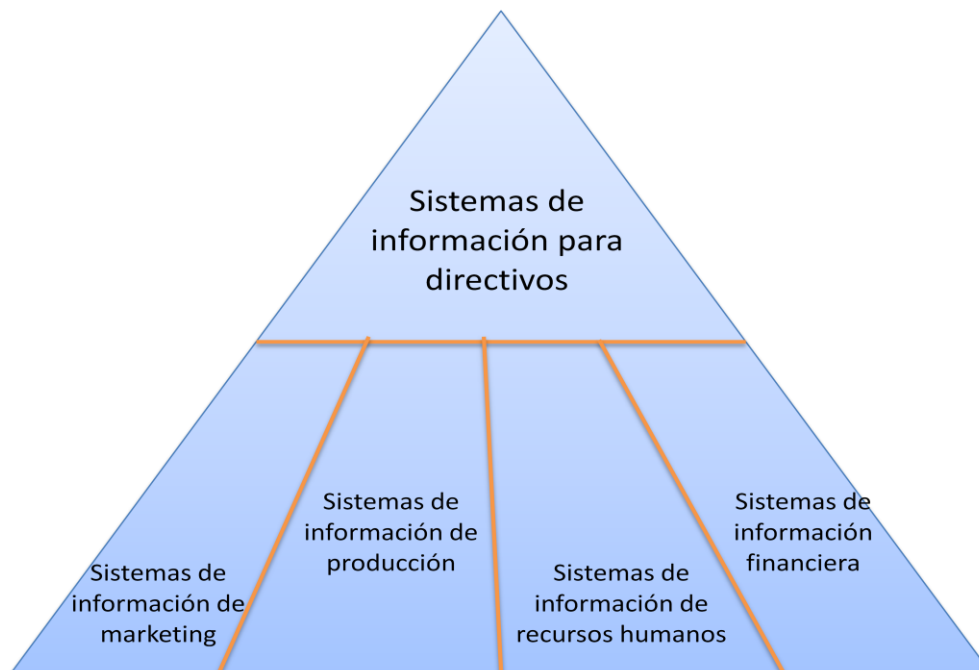 Sistemas de
información para
directivos
Sistemas de
información de
marketing
Sistemas de
información de
producción
Sistemas de
información de
recursos humanos
Sistemas de
información
financiera